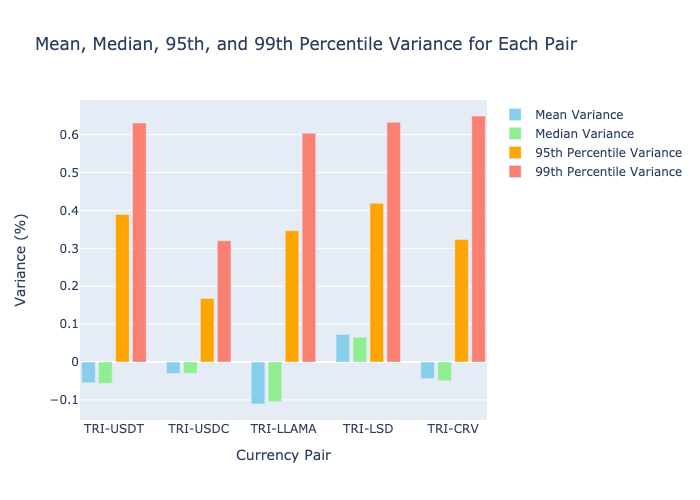 Mean, Median, 95th, and 99th Percentile Variance for Each Pair
Mean Variance
Median Variance
95th Percentile Variance
99th Percentile Variance
Variance (%)
0.6
0.5
0.4
0.3
0.2
0.1
0
−0.1
TRI-USDT TRI-USDC TRI-LLAMA TRI-LSD TRI-CRV
Currency Pair